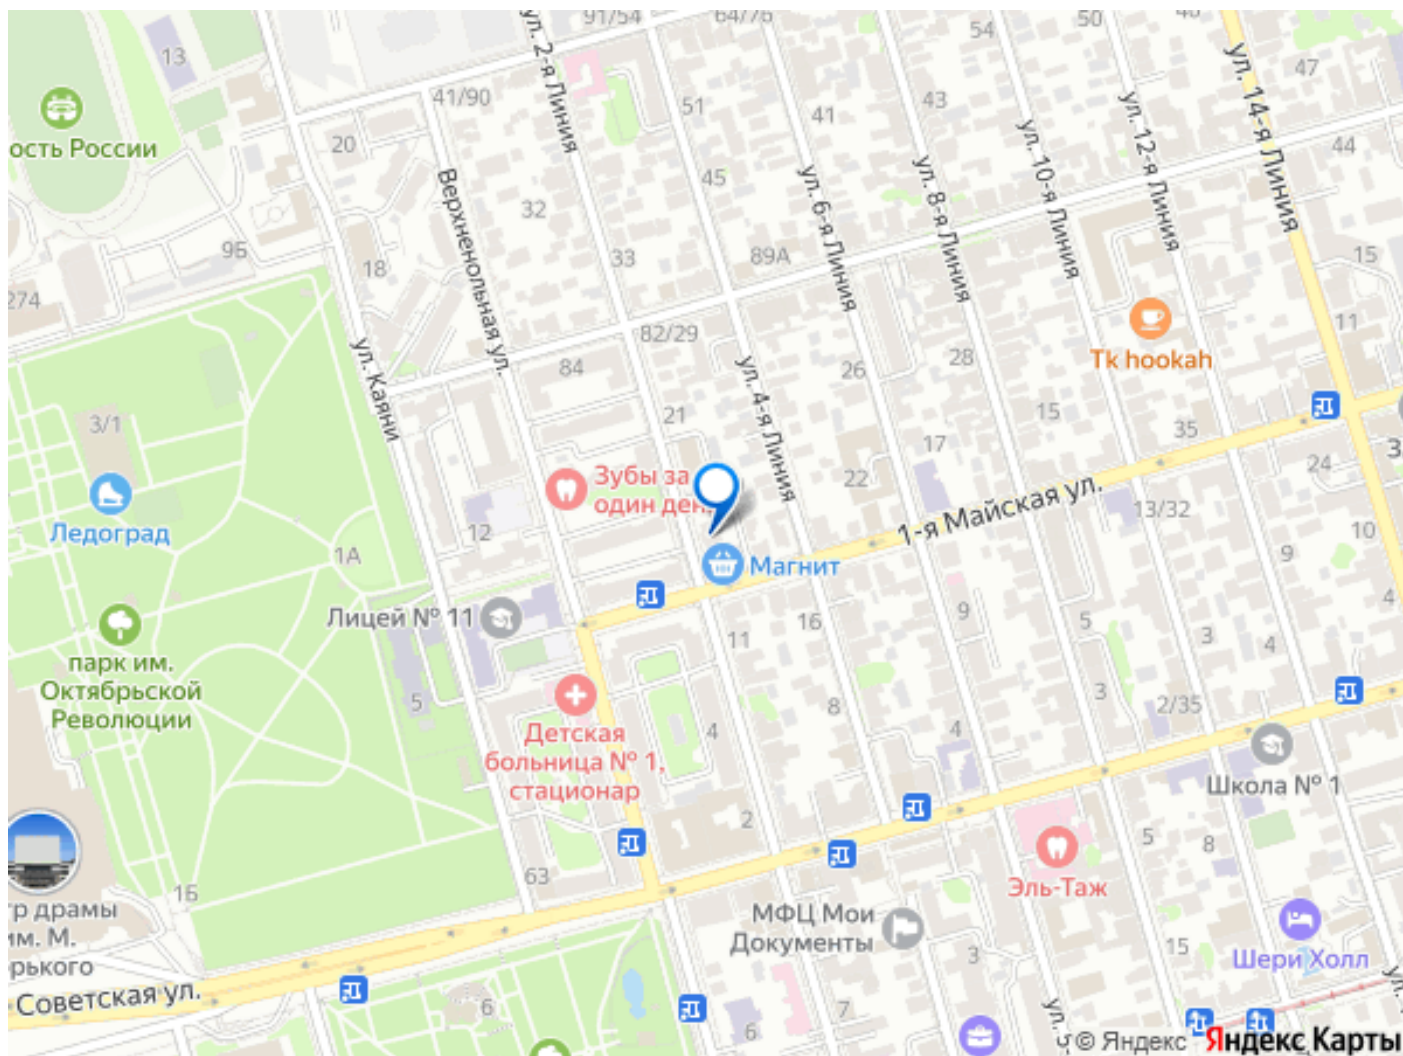 91/54
64/76
50
54
47
13
ул. 2-я Линия
ул. 14-я Линия
41/90
51
41
43
ул. 12-я Линия
ость России
20
44
ул. 10-я Линия
45
ул. 6-я Линия
ул. 8-я Линия
Верхненольная ул.
32
9Б
18
33
89А
15
274
11
82/29
Tk hookah
ул. Каяни
84
ул. 4-я Линия
26
28
3/1
21
15
35
17
Зубы за
один ден
22
24
Ледоград
12
1-я Майская ул.
13/32
10
1А
Магнит
9
Лицей № 11
16
9
5
4
11
3
4
парк им.
Октябрьской
Революции
5
3
2/35
8
4
4
Детская
больница № 1,
стационар
Школа № 1
2
5
8
63
Эль-Таж
16
тр драмы
им. М.
рького
МФЦ Мои
Документы
3
15
Шери Холл
Советская ул.
6
6
7
© Яндекс
Яндекс Карты